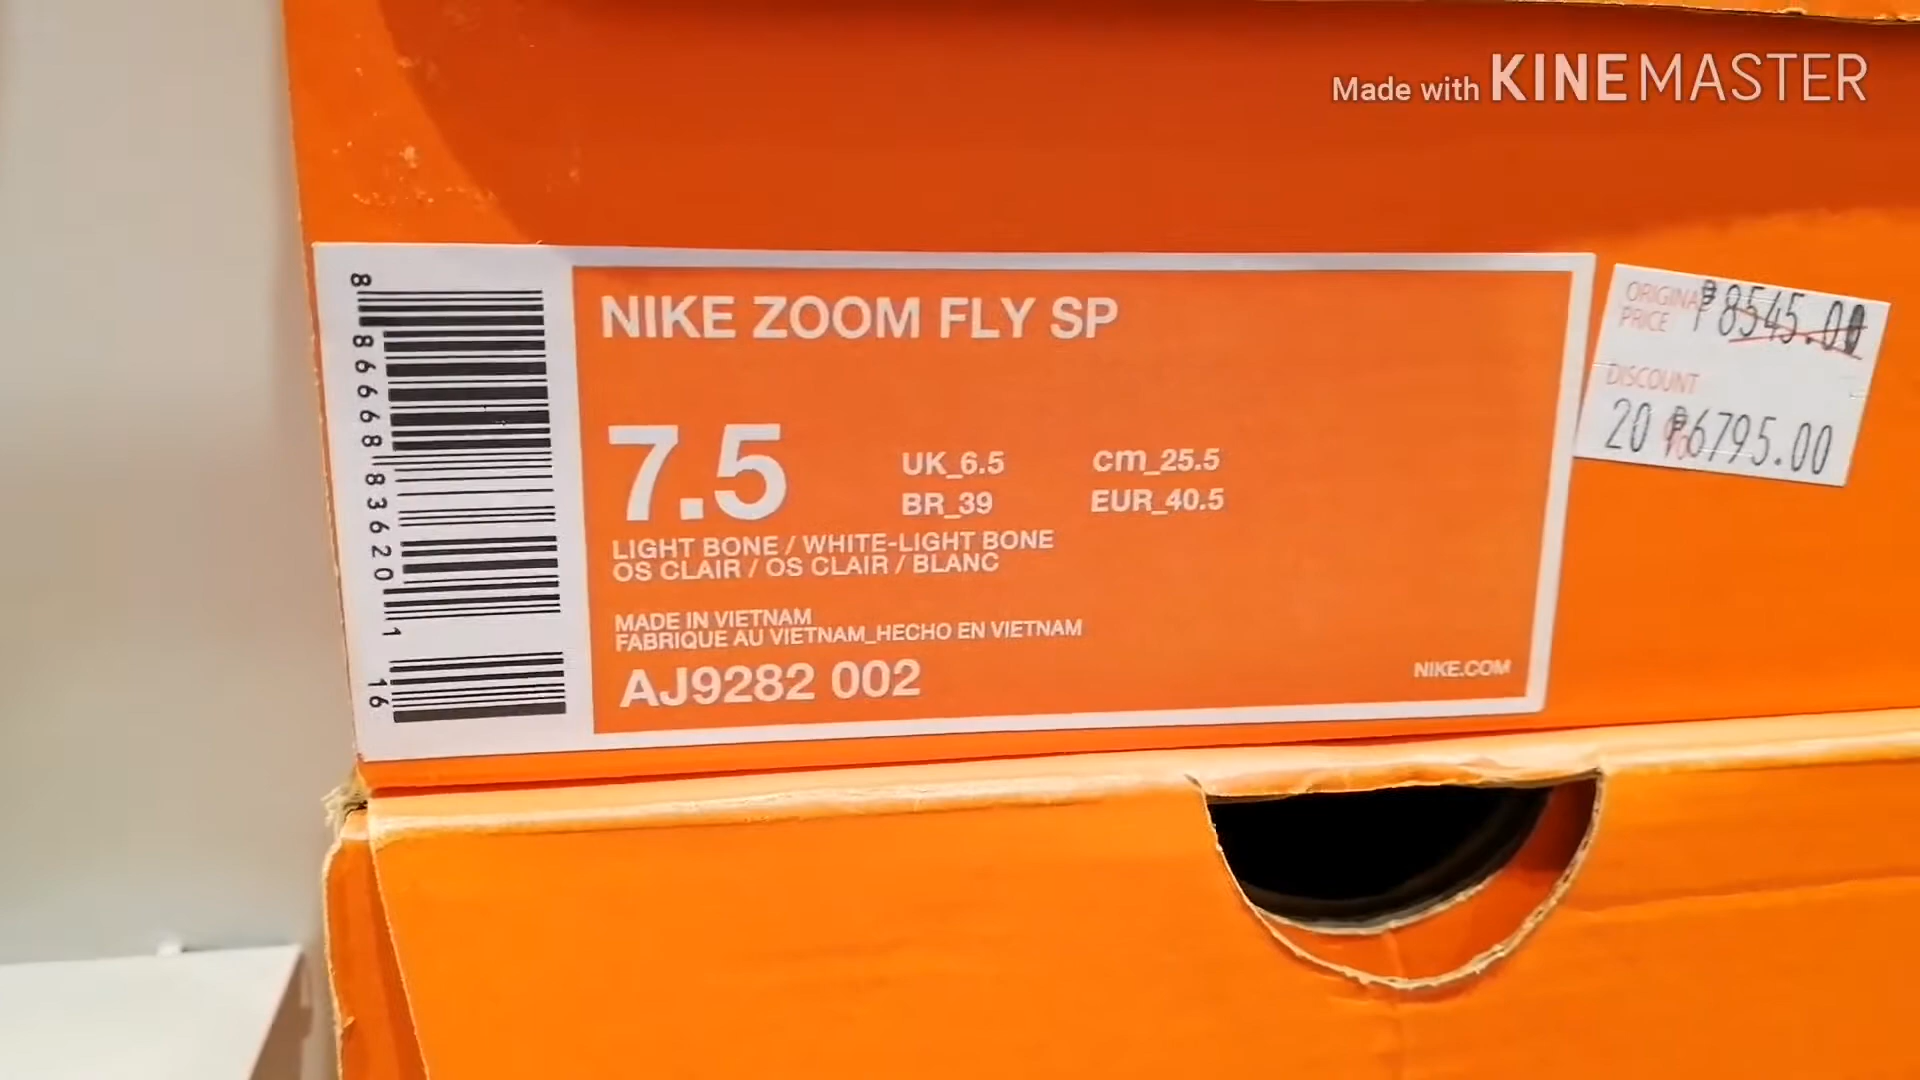 Made with KINEMASTER
NIKE ZOOM FLY SP
7.5
UK_6.5
cm_25.5
BR_39
EUR_40.5
LIGHT BONE / WHITE-LIGHT BONE
OS CLAIR / OS CLAIR / BLANC
MADE IN VIETNAM
FABRIQUE AU VIETNAM_HECHO EN VIETNAM
AJ9282 002
NIKE.COM
8 86668 83620 1
16
ORIGINAL ₱8545.00
PRICE
DISCOUNT
20 % ₱6795.00